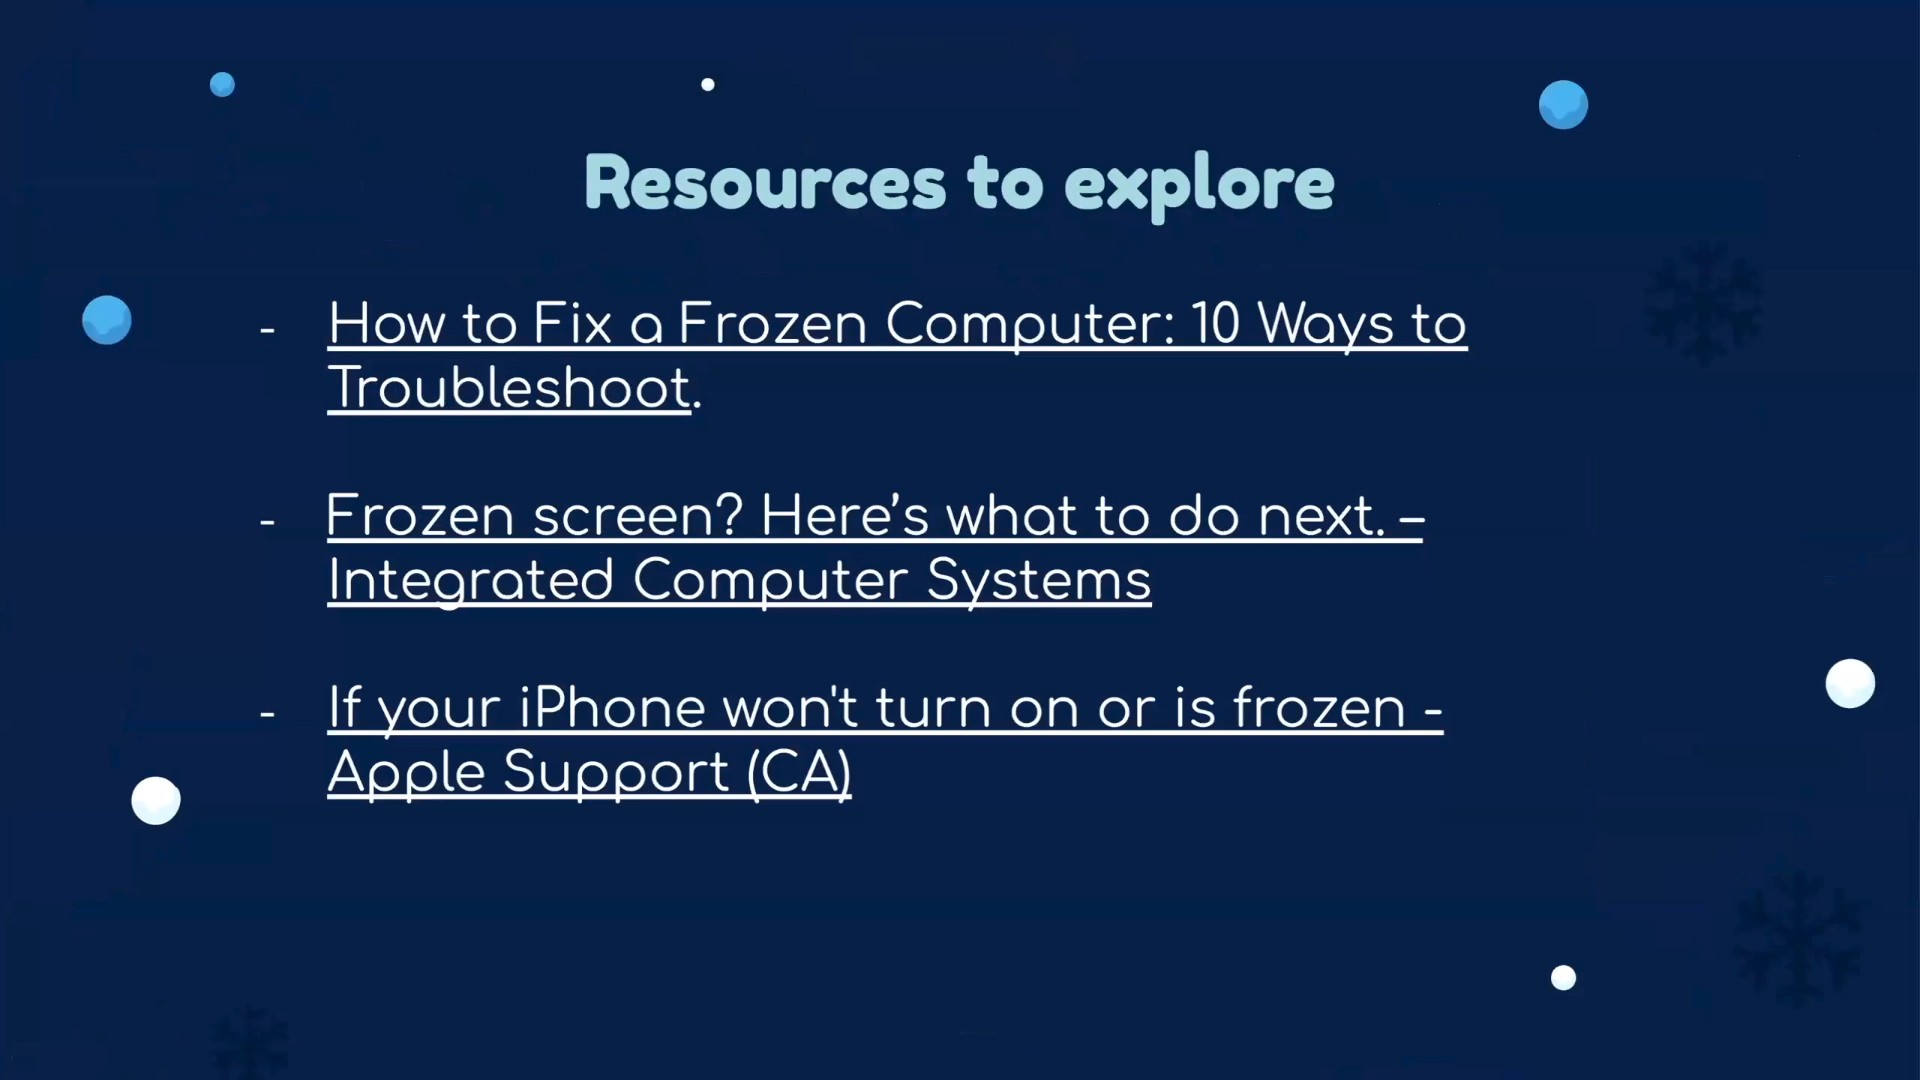 Resources to explore
- How to Fix a Frozen Computer: 10 Ways to
Troubleshoot.
- Frozen screen? Here’s what to do next. –
Integrated Computer Systems
- If your iPhone won't turn on or is frozen -
Apple Support (CA)